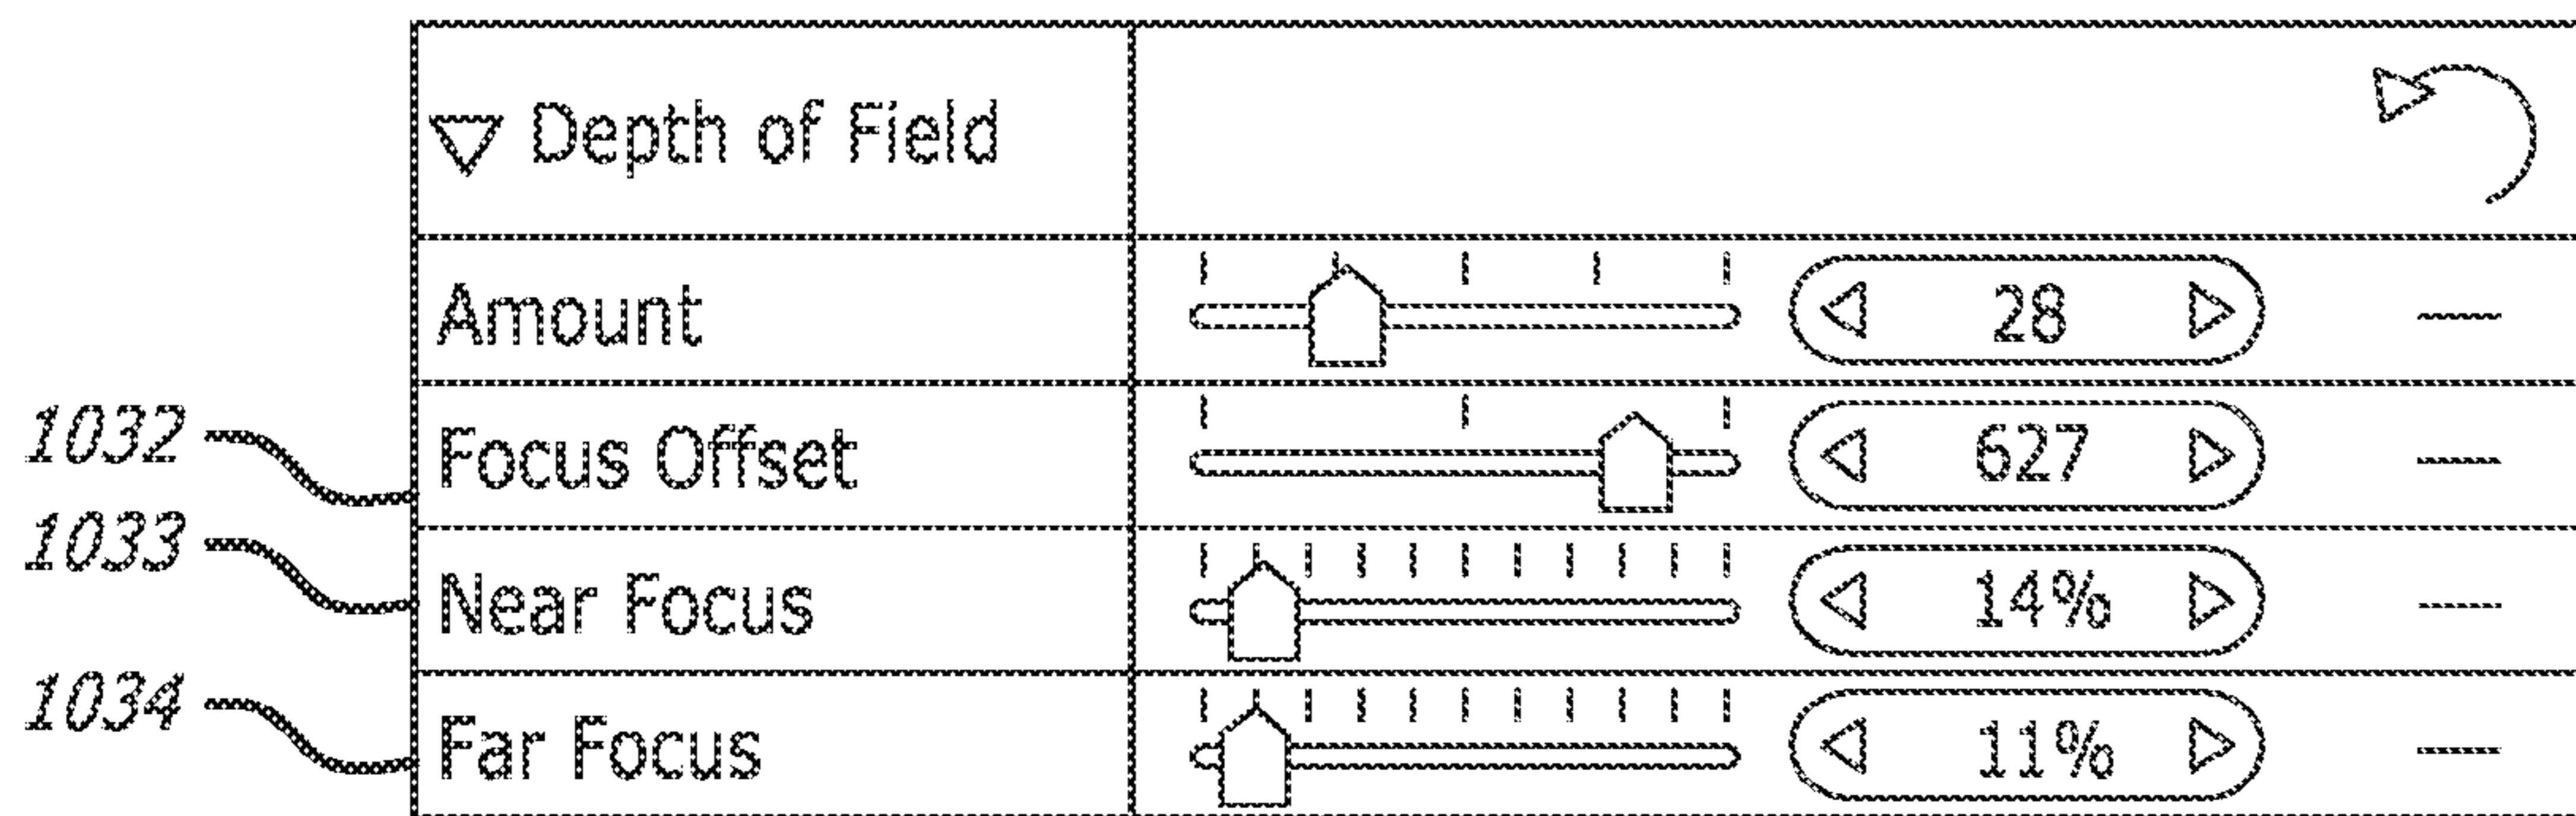 Depth of Field
Amount 28
1032 Focus Offset 627
1033 Near Focus 14%
1034 Far Focus 11%